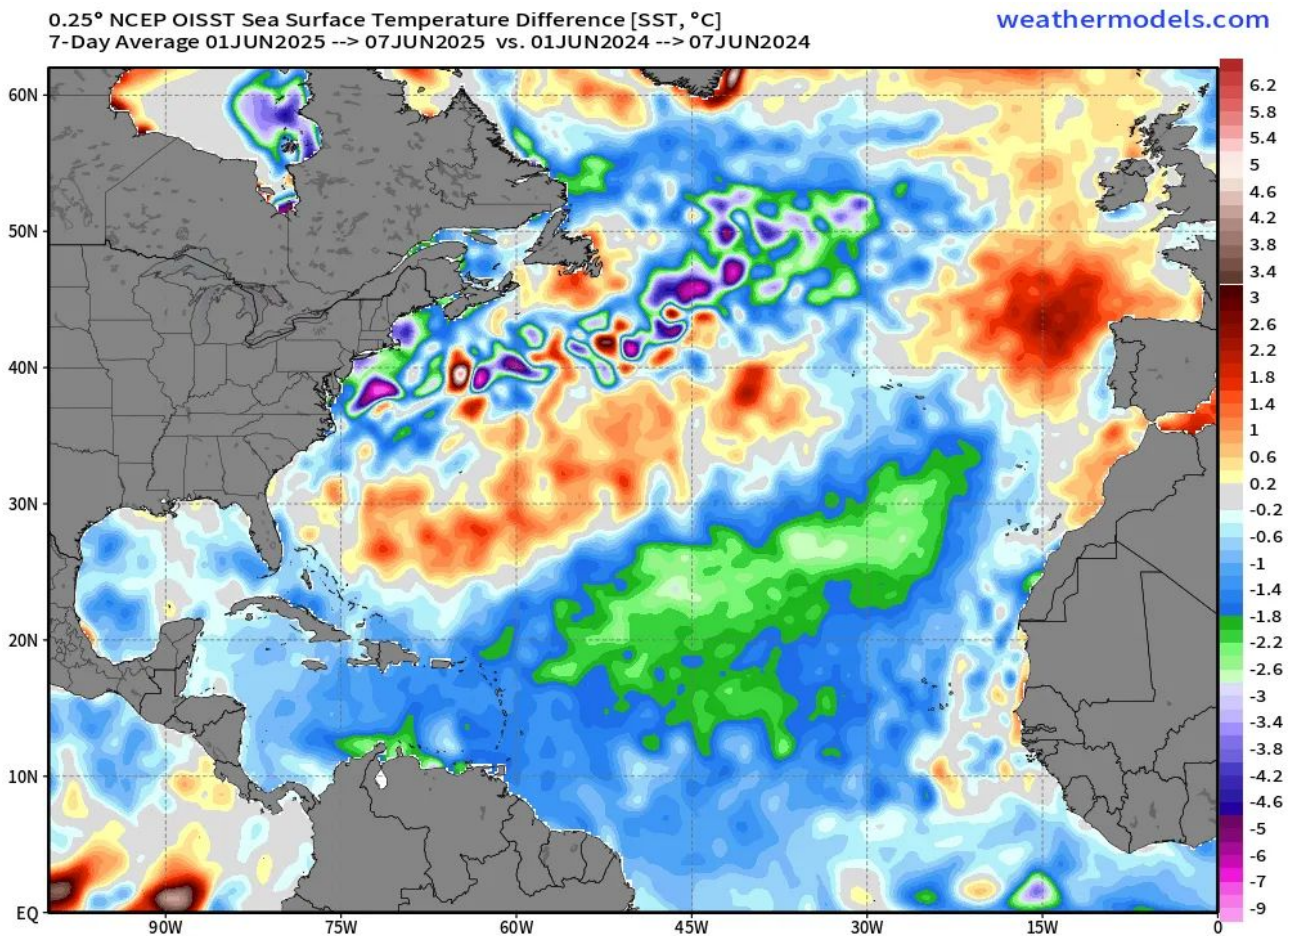 0.25° NCEP OISST Sea Surface Temperature Difference [SST, °C]
7-Day Average 01JUN2025 --> 07JUN2025 vs. 01JUN2024 --> 07JUN2024
weathermodels.com
60N
50N
40N
30N
20N
10N
EQ
90W
75W
60W
45W
30W
15W
0
6.2
5.8
5.4
5
4.6
4.2
3.8
3.4
3
2.6
2.2
1.8
1.4
1
0.6
0.2
-0.2
-0.6
-1
-1.4
-1.8
-2.2
-2.6
-3
-3.4
-3.8
-4.2
-4.6
-5
-6
-7
-9